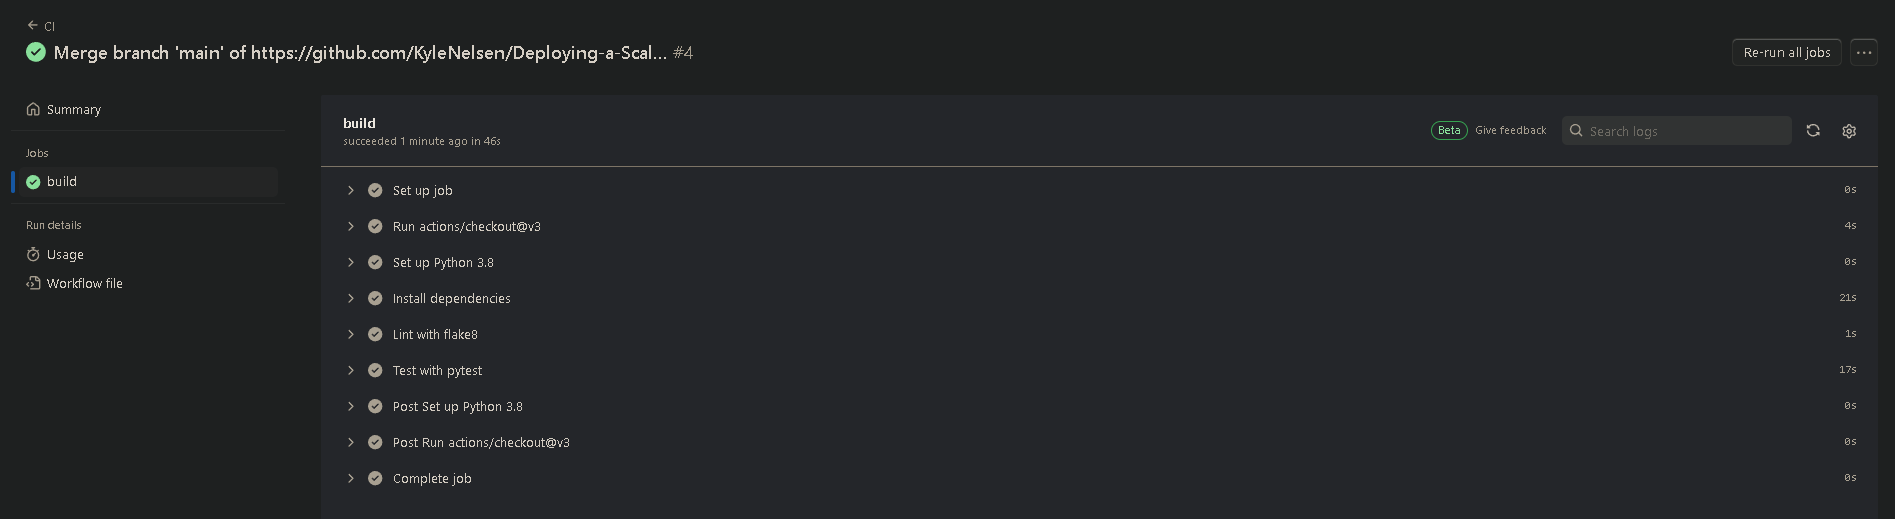 CI
Merge branch 'main' of https://github.com/KyleNelsen/Deploying-a-Scal... #4
Re-run all jobs
Summary
Jobs
build
Run details
Usage
Workflow file
build
succeeded 1 minute ago in 46s
Beta Give feedback
Search logs
Set up job 0s
Run actions/checkout@v3 4s
Set up Python 3.8 0s
Install dependencies 21s
Lint with flake8 1s
Test with pytest 17s
Post Set up Python 3.8 0s
Post Run actions/checkout@v3 0s
Complete job 0s